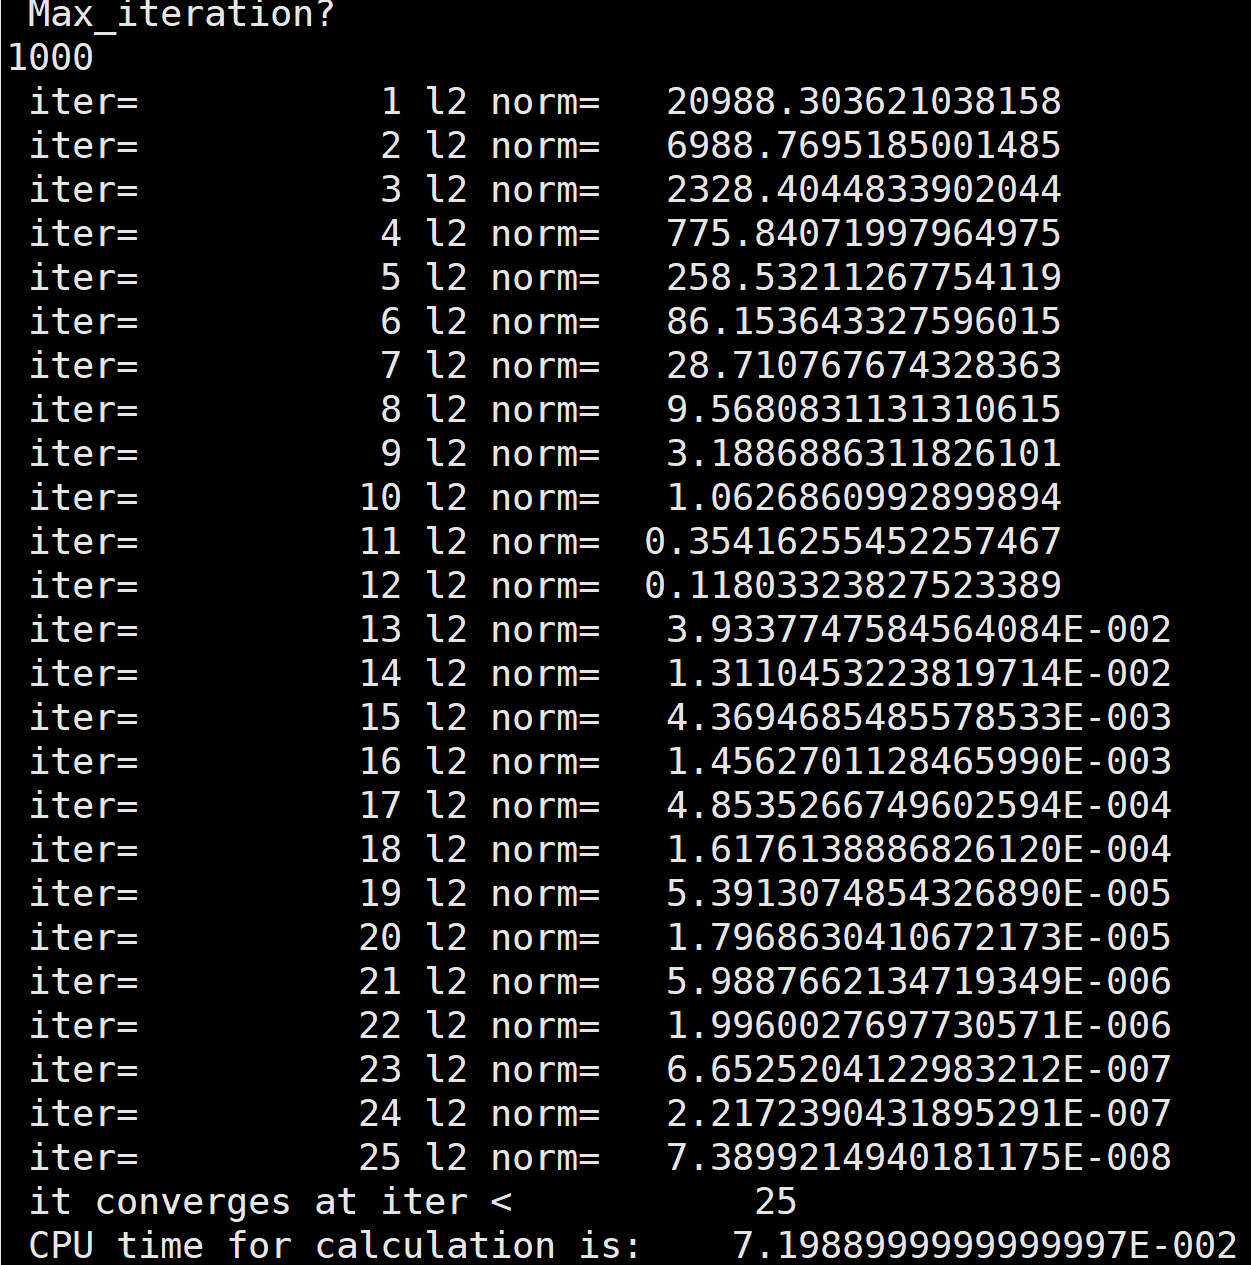 Max_iteration?
1000
iter= 1 l2 norm= 20988.303621038158
iter= 2 l2 norm= 6988.7695185001485
iter= 3 l2 norm= 2328.4044833902044
iter= 4 l2 norm= 775.84071997964975
iter= 5 l2 norm= 258.53211267754119
iter= 6 l2 norm= 86.153643327596015
iter= 7 l2 norm= 28.710767674328363
iter= 8 l2 norm= 9.5680831131310615
iter= 9 l2 norm= 3.1886886311826101
iter= 10 l2 norm= 1.0626860992899894
iter= 11 l2 norm= 0.35416255452257467
iter= 12 l2 norm= 0.11803323827523389
iter= 13 l2 norm= 3.9337747584564084E-002
iter= 14 l2 norm= 1.3110453223819714E-002
iter= 15 l2 norm= 4.3694685485578533E-003
iter= 16 l2 norm= 1.4562701128465990E-003
iter= 17 l2 norm= 4.8535266749602594E-004
iter= 18 l2 norm= 1.6176138886826120E-004
iter= 19 l2 norm= 5.3913074854326890E-005
iter= 20 l2 norm= 1.7968630410672173E-005
iter= 21 l2 norm= 5.9887662134719349E-006
iter= 22 l2 norm= 1.9960027697730571E-006
iter= 23 l2 norm= 6.6525204122983212E-007
iter= 24 l2 norm= 2.2172390431895291E-007
iter= 25 l2 norm= 7.3899214940181175E-008
it converges at iter < 25
CPU time for calculation is: 7.1988999999999997E-002